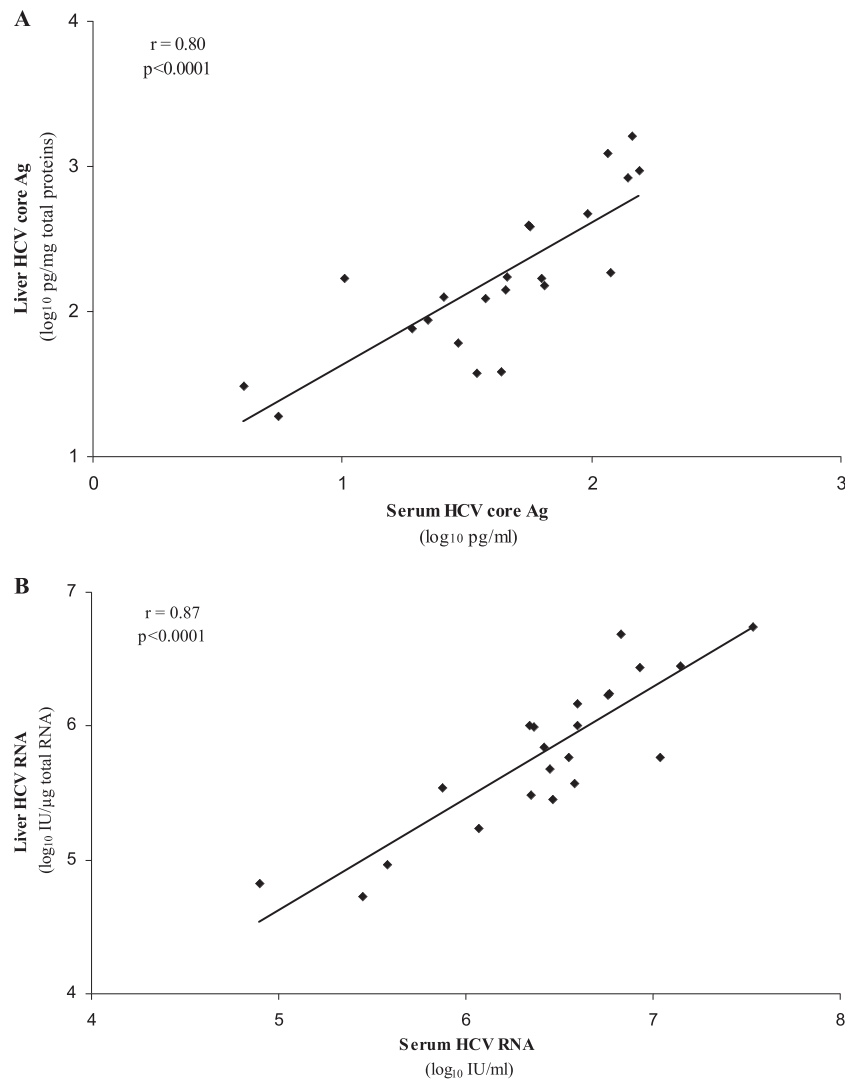 A
4
r = 0.80
p<0.0001
3
Liver HCV core Ag
(log10 pg/mg total proteins)
2
1
0 1 2 3
Serum HCV core Ag
(log10 pg/ml)
B
7
r = 0.87
p<0.0001
6
Liver HCV RNA
(log10 IU/µg total RNA)
5
4
4 5 6 7 8
Serum HCV RNA
(log10 IU/ml)